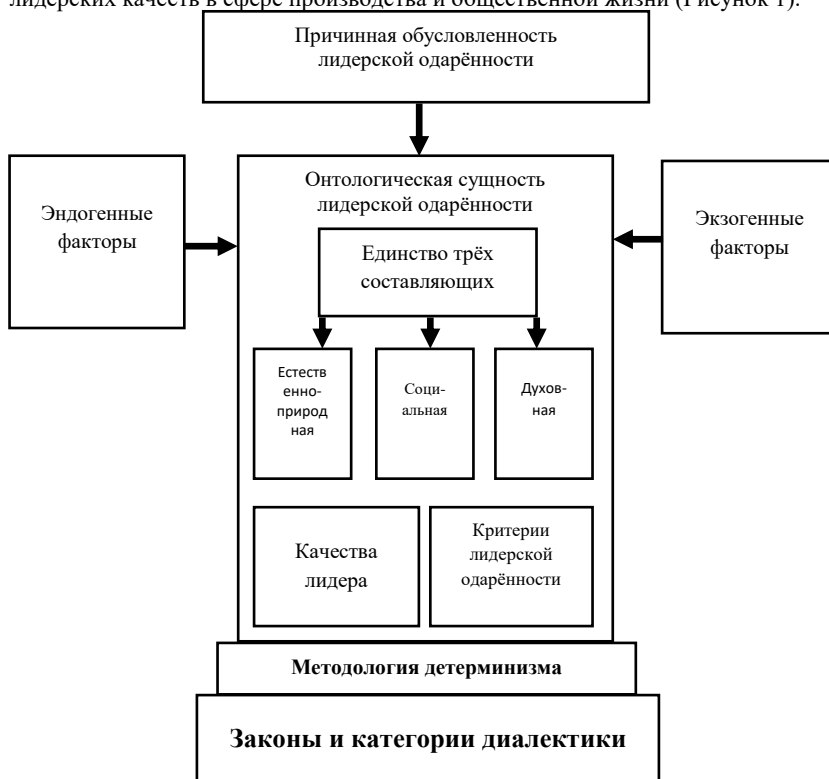 лидерских качеств в сфере производства и общественной жизни (Рисунок 1).
Причинная обусловленность
лидерской одарённости
Онтологическая сущность
лидерской одарённости
Эндогенные
факторы
Экзогенные
факторы
Единство трёх
составляющих
Естеств
енно-
природ
ная
Соци-
альная
Духов-
ная
Качества
лидера
Критерии
лидерской
одарённости
Методология детерминизма
Законы и категории диалектики